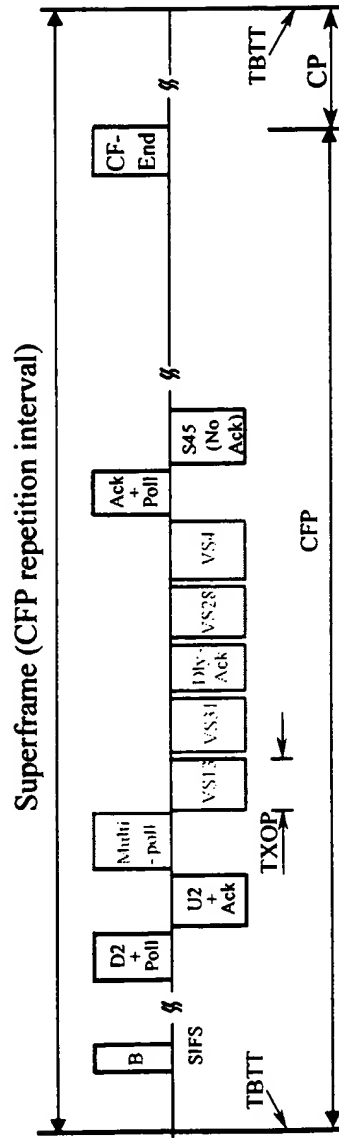 Superframe (CFP repetition interval)
B
D2 +
Poll
Multi
-poll
Ack
+
Poll
CF-
End
SIFS
U2
+
Ack
VS13
VS31
Dly-
Ack
VS28
VS4
S45
(No
Ack)
TBTT
TXOP
CFP
CP
TBTT